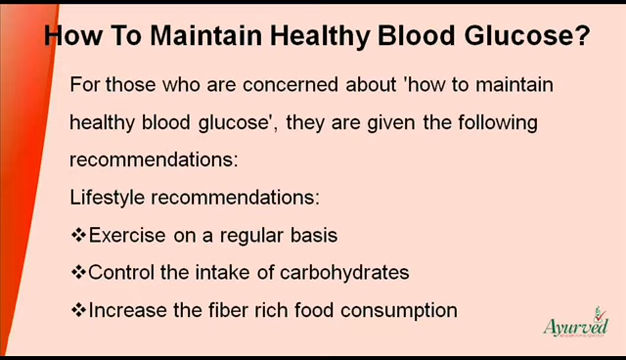 How To Maintain Healthy Blood Glucose?
For those who are concerned about 'how to maintain
healthy blood glucose', they are given the following
recommendations:
Lifestyle recommendations:
❖Exercise on a regular basis
❖Control the intake of carbohydrates
❖Increase the fiber rich food consumption
Ayurved